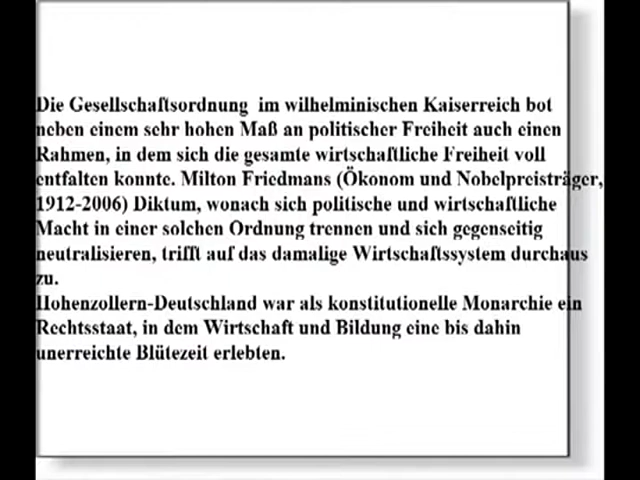 Die Gesellschaftsordnung im wilhelminischen Kaiserreich bot
neben einem sehr hohen Maß an politischer Freiheit auch einen
Rahmen, in dem sich die gesamte wirtschaftliche Freiheit voll
entfalten konnte. Milton Friedmans (Ökonom und Nobelpreisträger,
1912-2006) Diktum, wonach sich politische und wirtschaftliche
Macht in einer solchen Ordnung trennen und sich gegenseitig
neutralisieren, trifft auf das damalige Wirtschaftssystem durchaus
zu.
Hohenzollern-Deutschland war als konstitutionelle Monarchie ein
Rechtsstaat, in dem Wirtschaft und Bildung eine bis dahin
unerreichte Blütezeit erlebten.